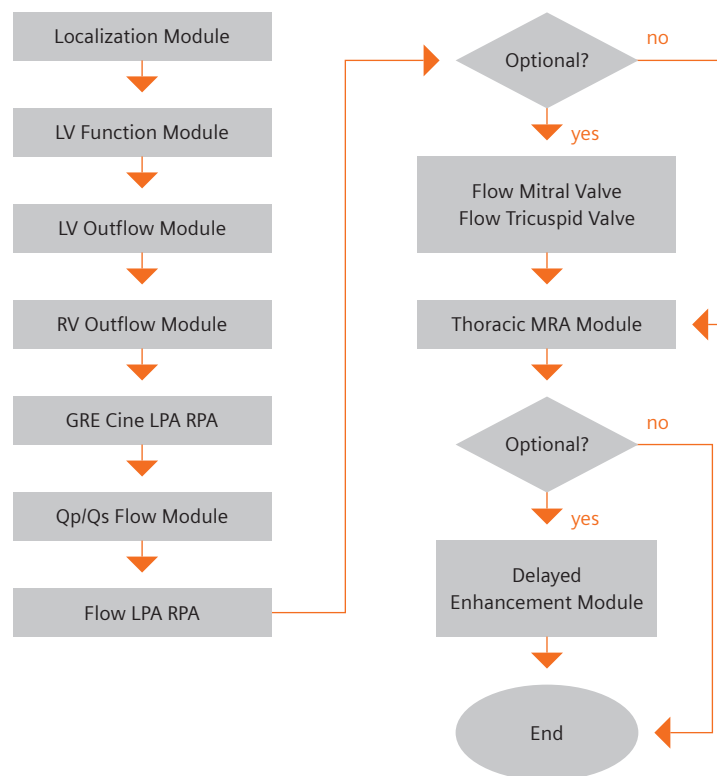 Localization Module
LV Function Module
LV Outflow Module
RV Outflow Module
GRE Cine LPA RPA
Qp/Qs Flow Module
Flow LPA RPA
Optional?
no
yes
Flow Mitral Valve
Flow Tricuspid Valve
Thoracic MRA Module
Optional?
no
yes
Delayed
Enhancement Module
End